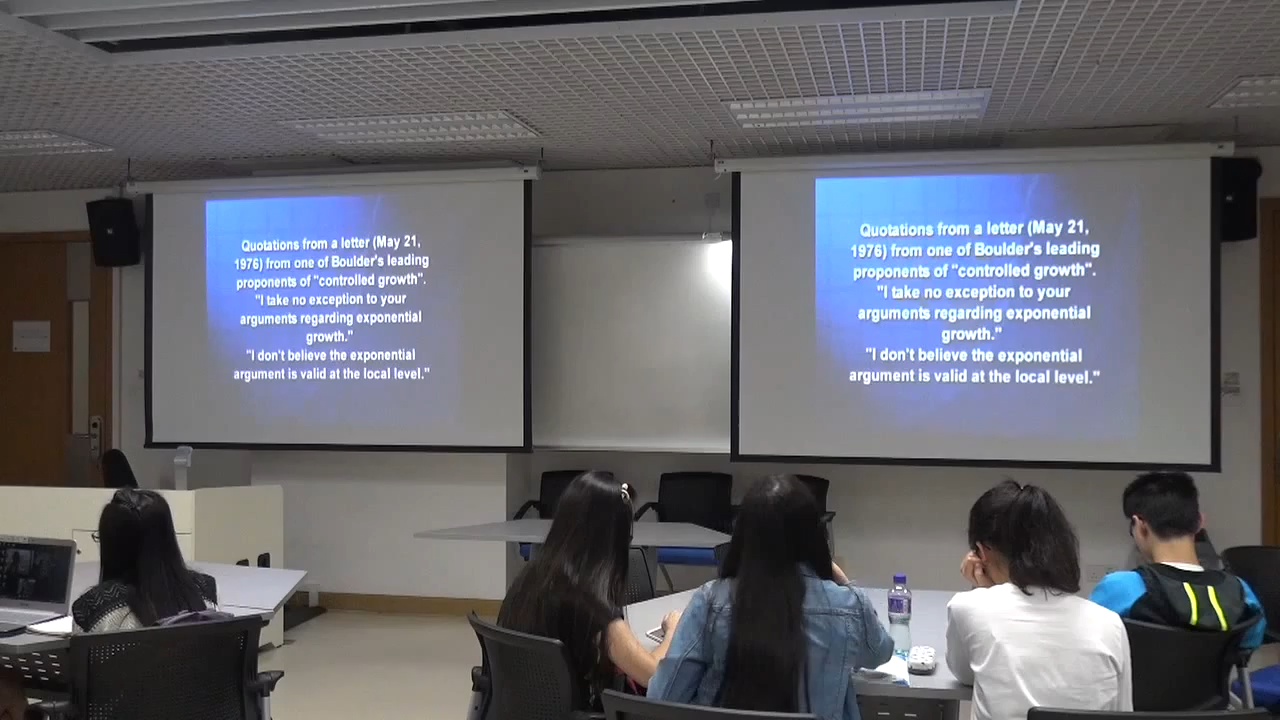 Quotations from a letter (May 21,
1976) from one of Boulder's leading
proponents of "controlled growth".
"I take no exception to your
arguments regarding exponential
growth."
"I don't believe the exponential
argument is valid at the local level."
Quotations from a letter (May 21,
1976) from one of Boulder's leading
proponents of "controlled growth".
"I take no exception to your
arguments regarding exponential
growth."
"I don't believe the exponential
argument is valid at the local level."